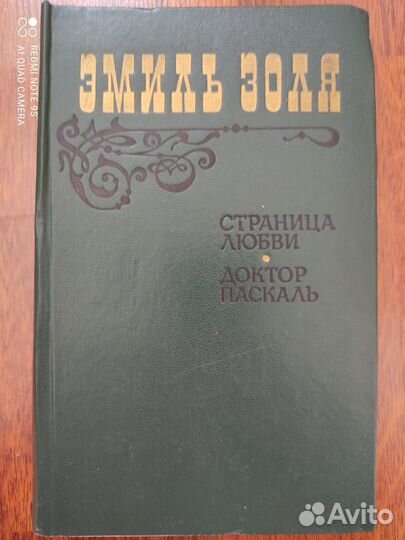 REDMI NOTE 9S
AI QUAD CAMERA
ЭМИЛЬ ЗОЛЯ
СТРАНИЦА
ЛЮБВИ
ДОКТОР
ПАСКАЛЬ
Avito